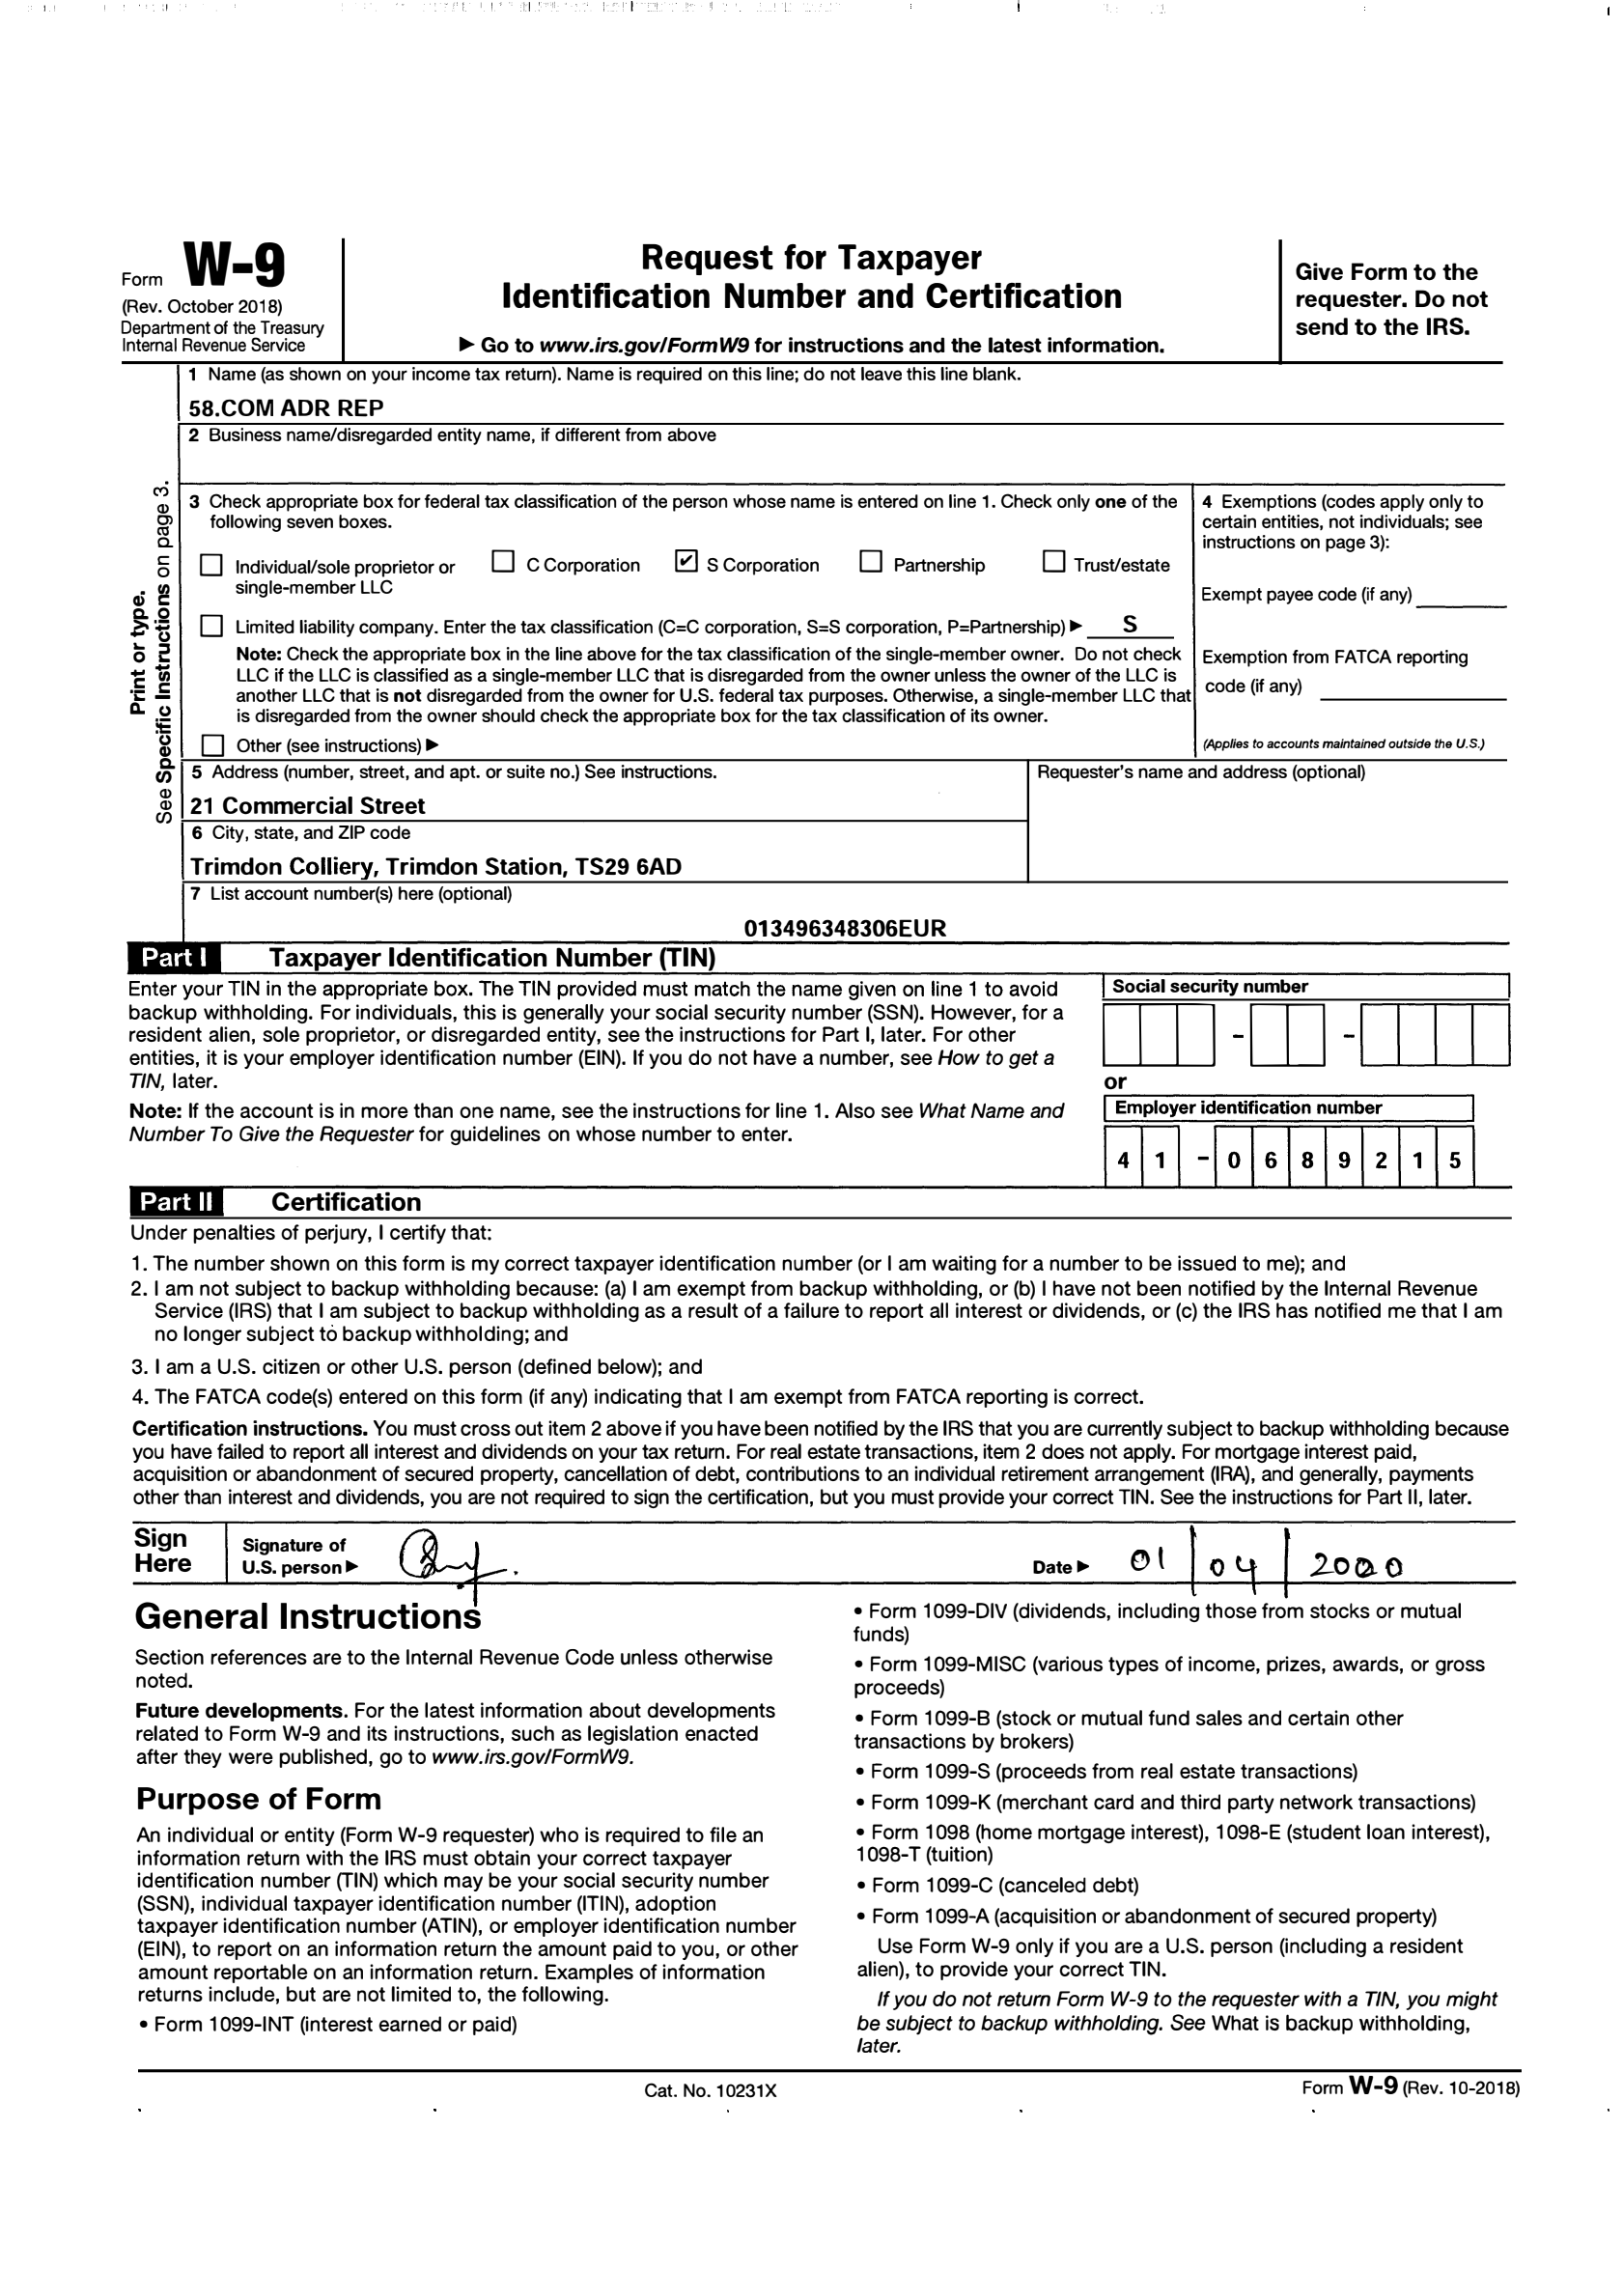 Form W-9
(Rev. October 2018)
Department of the Treasury
Internal Revenue Service
Request for Taxpayer
Identification Number and Certification
▶ Go to www.irs.gov/FormW9 for instructions and the latest information.
Give Form to the
requester. Do not
send to the IRS.
Print or type.
See Specific Instructions on page 3.
1 Name (as shown on your income tax return). Name is required on this line; do not leave this line blank.
58.COM ADR REP
2 Business name/disregarded entity name, if different from above
3 Check appropriate box for federal tax classification of the person whose name is entered on line 1. Check only one of the
following seven boxes.
Individual/sole proprietor or
single-member LLC
C Corporation
✔ S Corporation
Partnership
Trust/estate
Limited liability company. Enter the tax classification (C=C corporation, S=S corporation, P=Partnership) ▶ S
Note: Check the appropriate box in the line above for the tax classification of the single-member owner. Do not check
LLC if the LLC is classified as a single-member LLC that is disregarded from the owner unless the owner of the LLC is
another LLC that is not disregarded from the owner for U.S. federal tax purposes. Otherwise, a single-member LLC that
is disregarded from the owner should check the appropriate box for the tax classification of its owner.
Other (see instructions) ▶
4 Exemptions (codes apply only to
certain entities, not individuals; see
instructions on page 3):
Exempt payee code (if any)
Exemption from FATCA reporting
code (if any)
(Applies to accounts maintained outside the U.S.)
5 Address (number, street, and apt. or suite no.) See instructions.
21 Commercial Street
6 City, state, and ZIP code
Trimdon Colliery, Trimdon Station, TS29 6AD
Requester's name and address (optional)
7 List account number(s) here (optional)
013496348306EUR
Part I Taxpayer Identification Number (TIN)
Enter your TIN in the appropriate box. The TIN provided must match the name given on line 1 to avoid
backup withholding. For individuals, this is generally your social security number (SSN). However, for a
resident alien, sole proprietor, or disregarded entity, see the instructions for Part I, later. For other
entities, it is your employer identification number (EIN). If you do not have a number, see How to get a
TIN, later.
Note: If the account is in more than one name, see the instructions for line 1. Also see What Name and
Number To Give the Requester for guidelines on whose number to enter.
Social security number
– –
or
Employer identification number
4 1 – 0 6 8 9 2 1 5
Part II Certification
Under penalties of perjury, I certify that:
1. The number shown on this form is my correct taxpayer identification number (or I am waiting for a number to be issued to me); and
2. I am not subject to backup withholding because: (a) I am exempt from backup withholding, or (b) I have not been notified by the Internal Revenue
Service (IRS) that I am subject to backup withholding as a result of a failure to report all interest or dividends, or (c) the IRS has notified me that I am
no longer subject to backup withholding; and
3. I am a U.S. citizen or other U.S. person (defined below); and
4. The FATCA code(s) entered on this form (if any) indicating that I am exempt from FATCA reporting is correct.
Certification instructions. You must cross out item 2 above if you have been notified by the IRS that you are currently subject to backup withholding because
you have failed to report all interest and dividends on your tax return. For real estate transactions, item 2 does not apply. For mortgage interest paid,
acquisition or abandonment of secured property, cancellation of debt, contributions to an individual retirement arrangement (IRA), and generally, payments
other than interest and dividends, you are not required to sign the certification, but you must provide your correct TIN. See the instructions for Part II, later.
Sign
Here
Signature of
U.S. person ▶
Date ▶ 01 | 04 | 2020
General Instructions
Section references are to the Internal Revenue Code unless otherwise
noted.
Future developments. For the latest information about developments
related to Form W-9 and its instructions, such as legislation enacted
after they were published, go to www.irs.gov/FormW9.
Purpose of Form
An individual or entity (Form W-9 requester) who is required to file an
information return with the IRS must obtain your correct taxpayer
identification number (TIN) which may be your social security number
(SSN), individual taxpayer identification number (ITIN), adoption
taxpayer identification number (ATIN), or employer identification number
(EIN), to report on an information return the amount paid to you, or other
amount reportable on an information return. Examples of information
returns include, but are not limited to, the following.
• Form 1099-INT (interest earned or paid)
• Form 1099-DIV (dividends, including those from stocks or mutual
funds)
• Form 1099-MISC (various types of income, prizes, awards, or gross
proceeds)
• Form 1099-B (stock or mutual fund sales and certain other
transactions by brokers)
• Form 1099-S (proceeds from real estate transactions)
• Form 1099-K (merchant card and third party network transactions)
• Form 1098 (home mortgage interest), 1098-E (student loan interest),
1098-T (tuition)
• Form 1099-C (canceled debt)
• Form 1099-A (acquisition or abandonment of secured property)
Use Form W-9 only if you are a U.S. person (including a resident
alien), to provide your correct TIN.
If you do not return Form W-9 to the requester with a TIN, you might
be subject to backup withholding. See What is backup withholding,
later.
Cat. No. 10231X
Form W-9 (Rev. 10-2018)